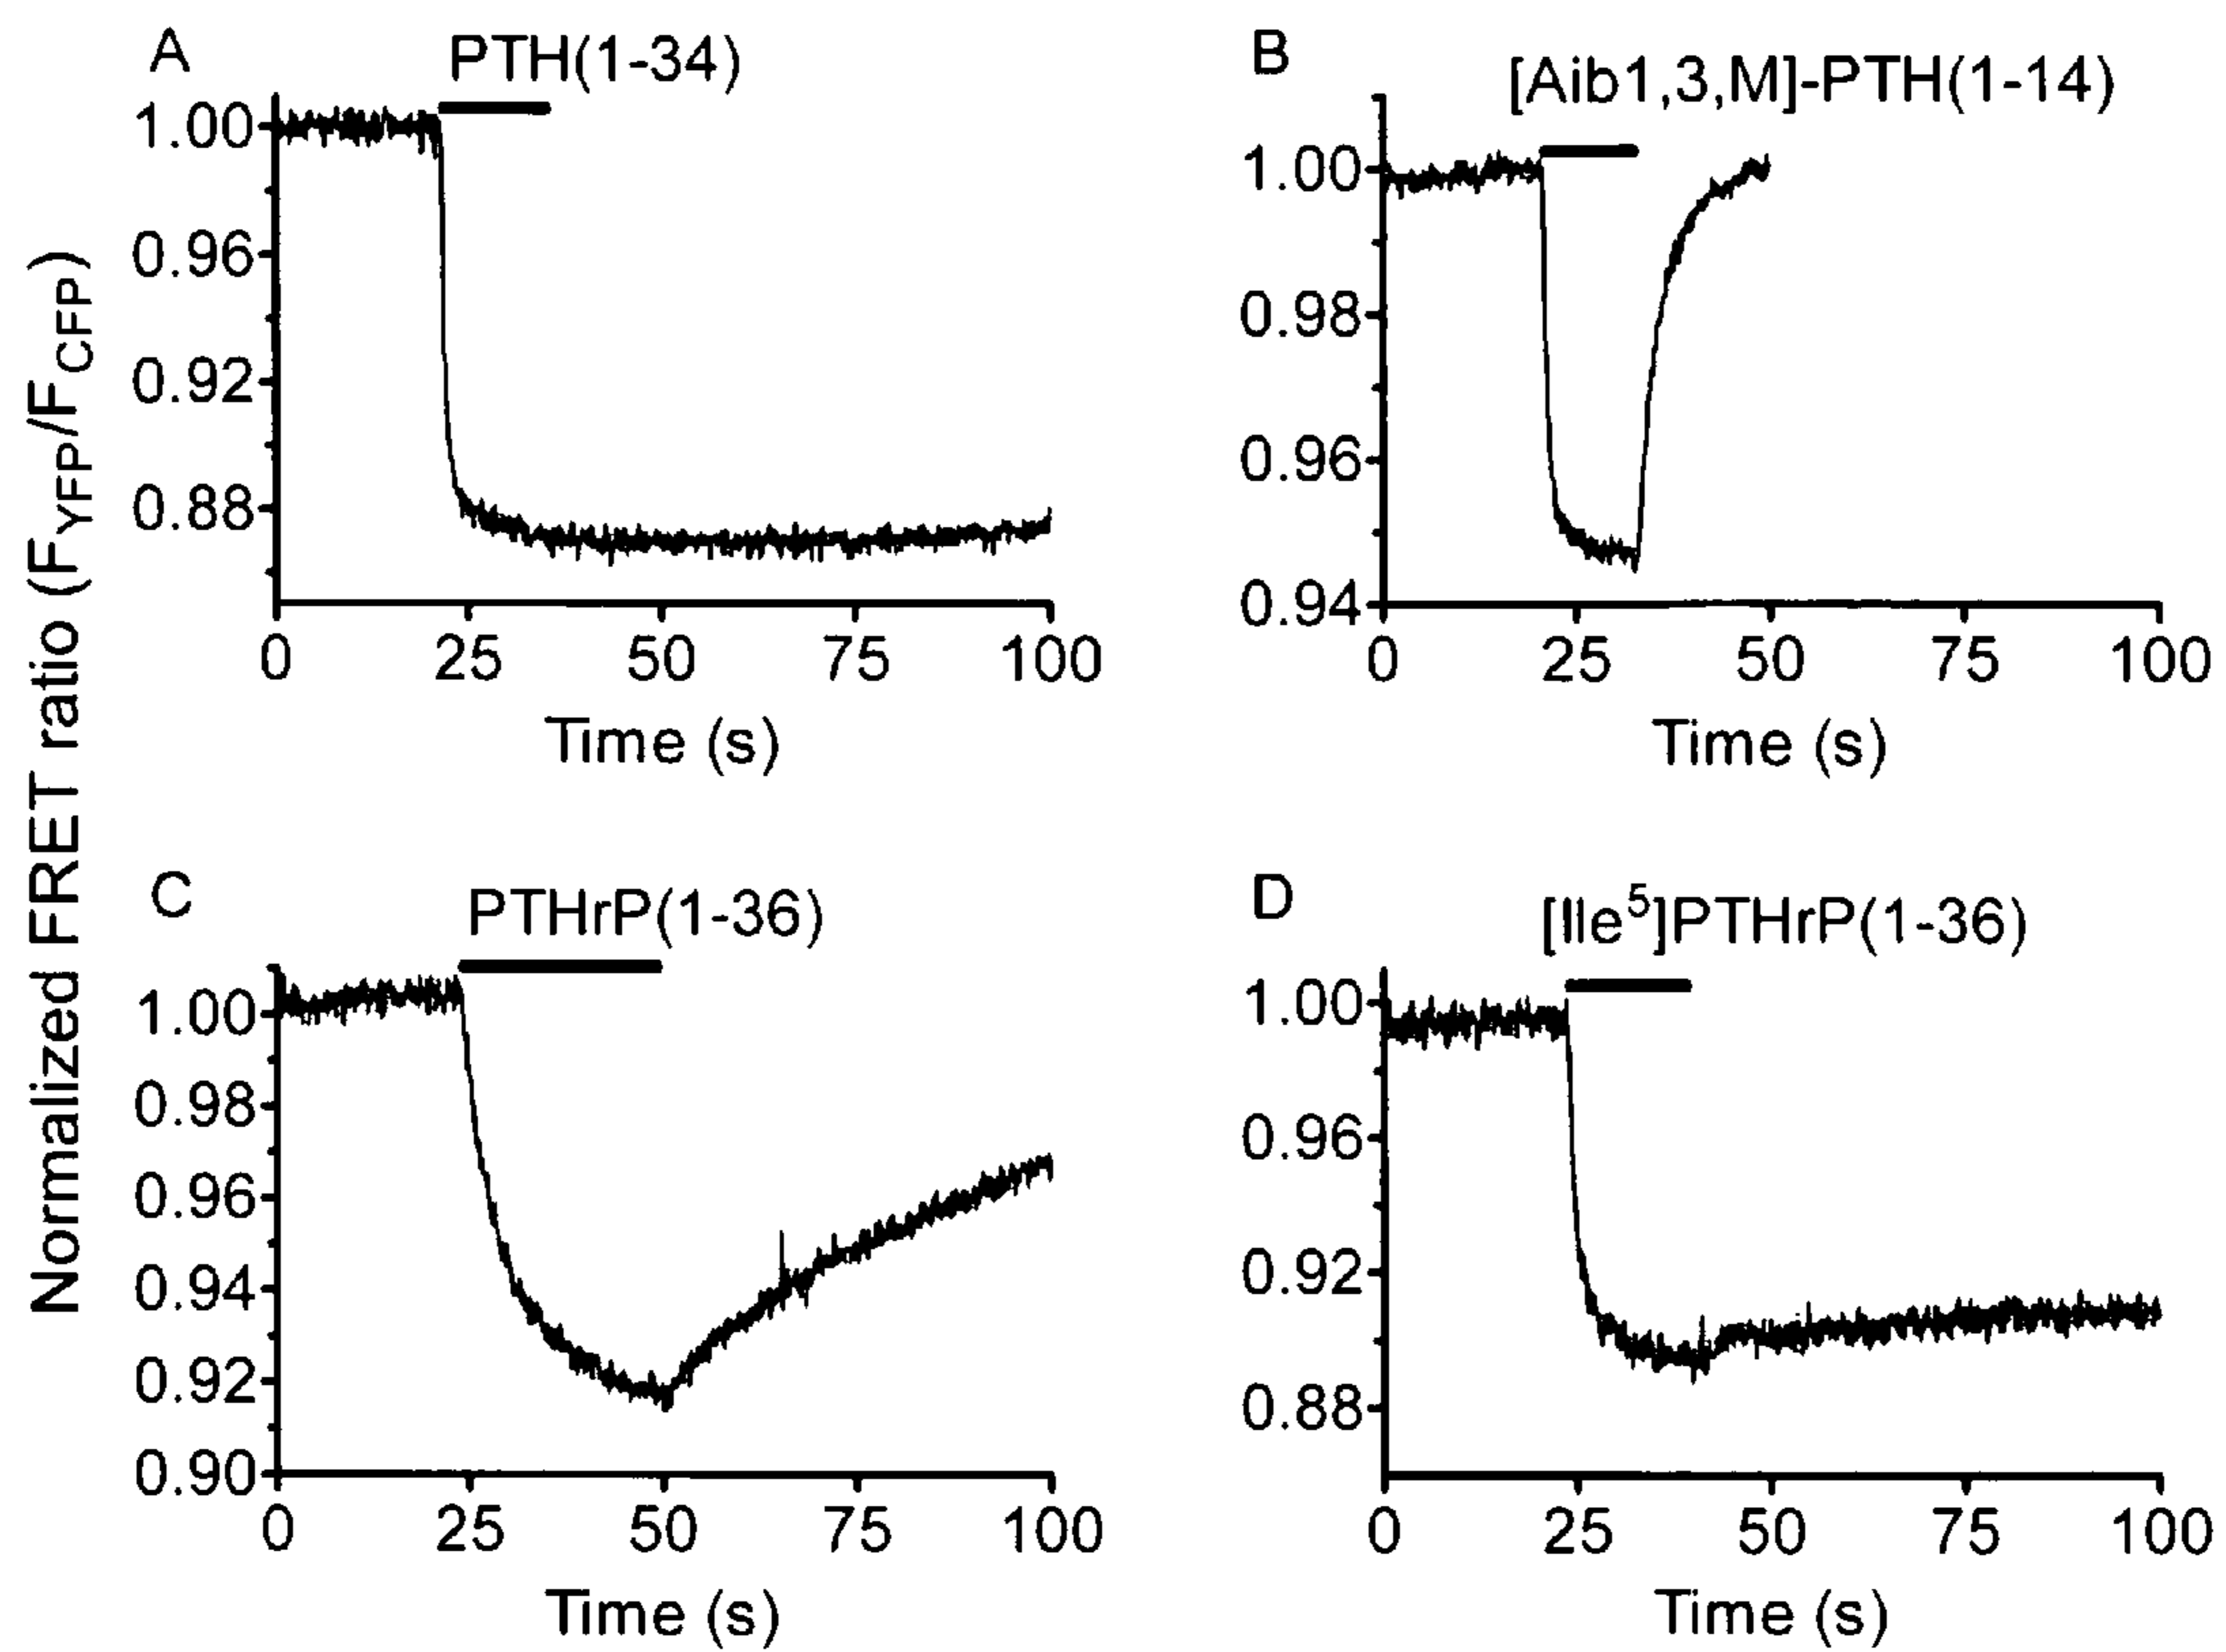 A
PTH(1-34)
1.00
0.96
0.92
0.88
0 25 50 75 100
Time (s)
B
[Aib1,3,M]-PTH(1-14)
1.00
0.98
0.96
0.94
0 25 50 75 100
Time (s)
Normalized FRET ratio (FYFP/FCFP)
C
PTHrP(1-36)
1.00
0.98
0.96
0.94
0.92
0.90
0 25 50 75 100
Time (s)
D
[Ile⁵]PTHrP(1-36)
1.00
0.96
0.92
0.88
0 25 50 75 100
Time (s)